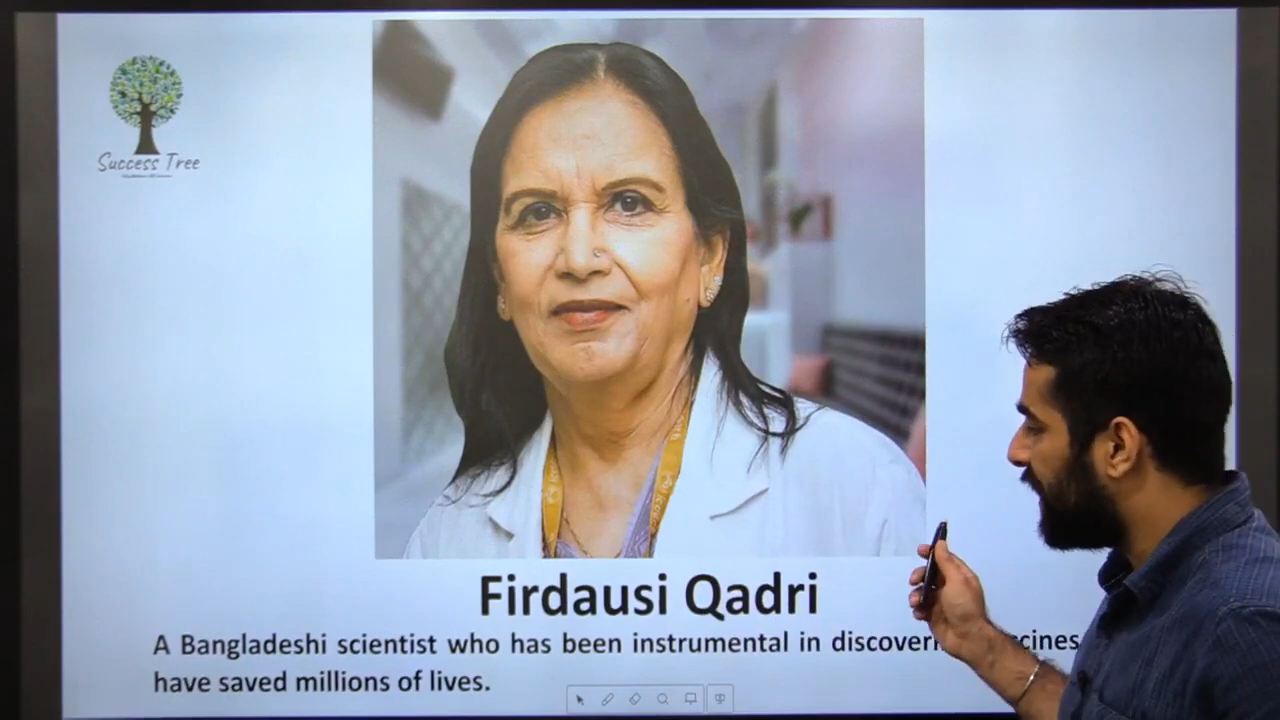 Success Tree
Firdausi Qadri
A Bangladeshi scientist who has been instrumental in
have saved millions of lives.